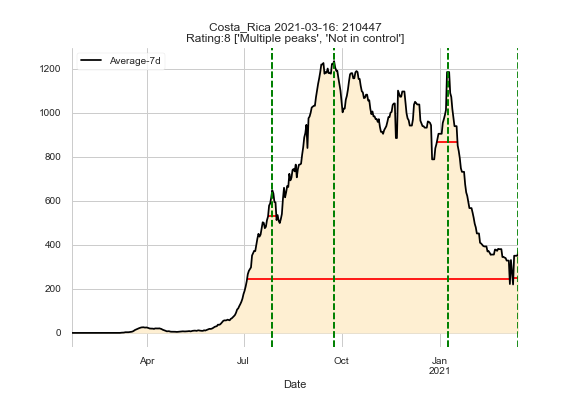 Costa_Rica 2021-03-16: 210447
Rating:8 ['Multiple peaks', 'Not in control']
Average-7d
1200
1000
800
600
400
200
0
Apr
Jul
Oct
Jan
2021
Date